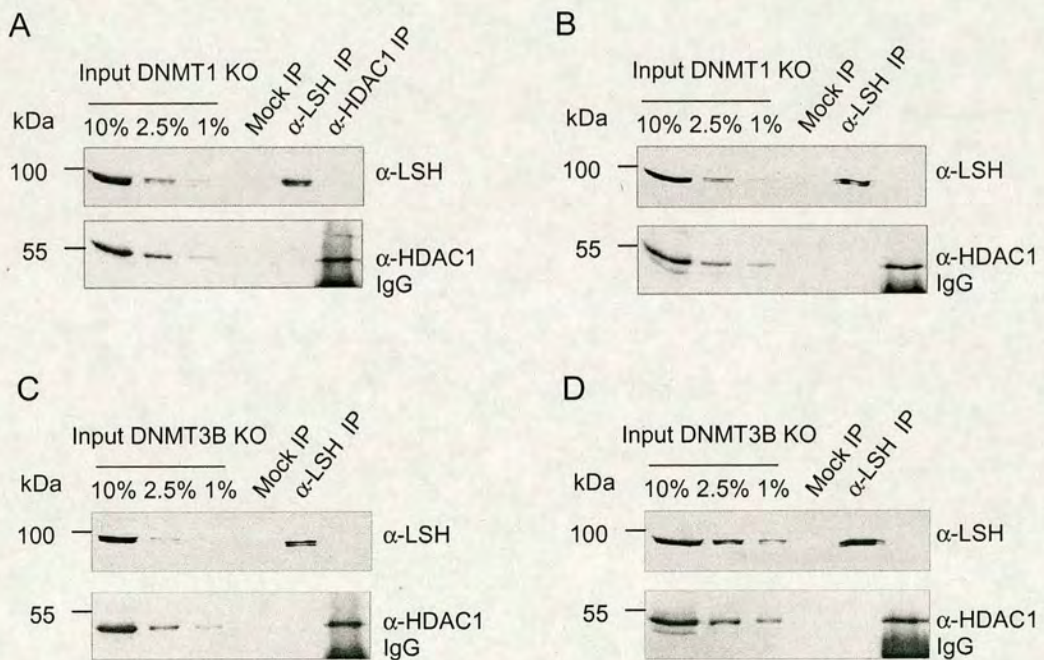 A
Input DNMT1 KO
Mock IP
α-LSH IP
α-HDAC1 IP
kDa
10% 2.5% 1%
100
α-LSH
55
α-HDAC1
IgG
B
Input DNMT1 KO
Mock IP
α-LSH IP
kDa
10% 2.5% 1%
100
α-LSH
55
α-HDAC1
IgG
C
Input DNMT3B KO
Mock IP
α-LSH IP
kDa
10% 2.5% 1%
100
α-LSH
55
α-HDAC1
IgG
D
Input DNMT3B KO
Mock IP
α-LSH IP
kDa
10% 2.5% 1%
100
α-LSH
55
α-HDAC1
IgG